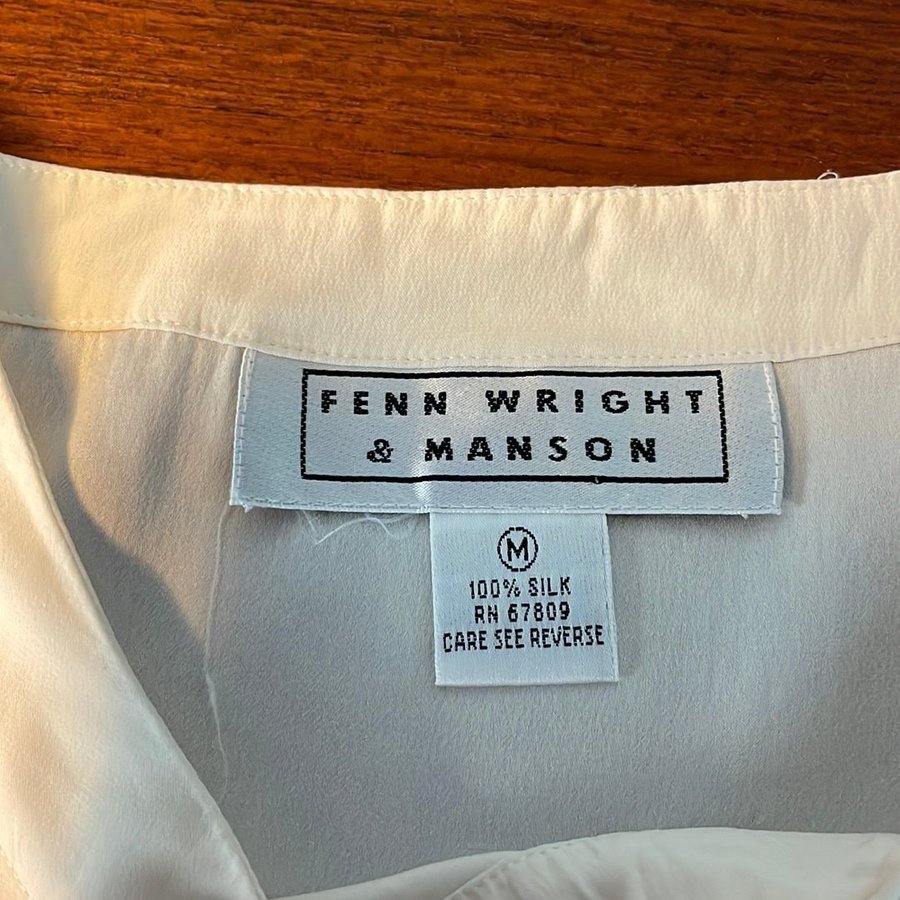 FENN WRIGHT
& MANSON
M
100% SILK
RN 67809
CARE SEE REVERSE